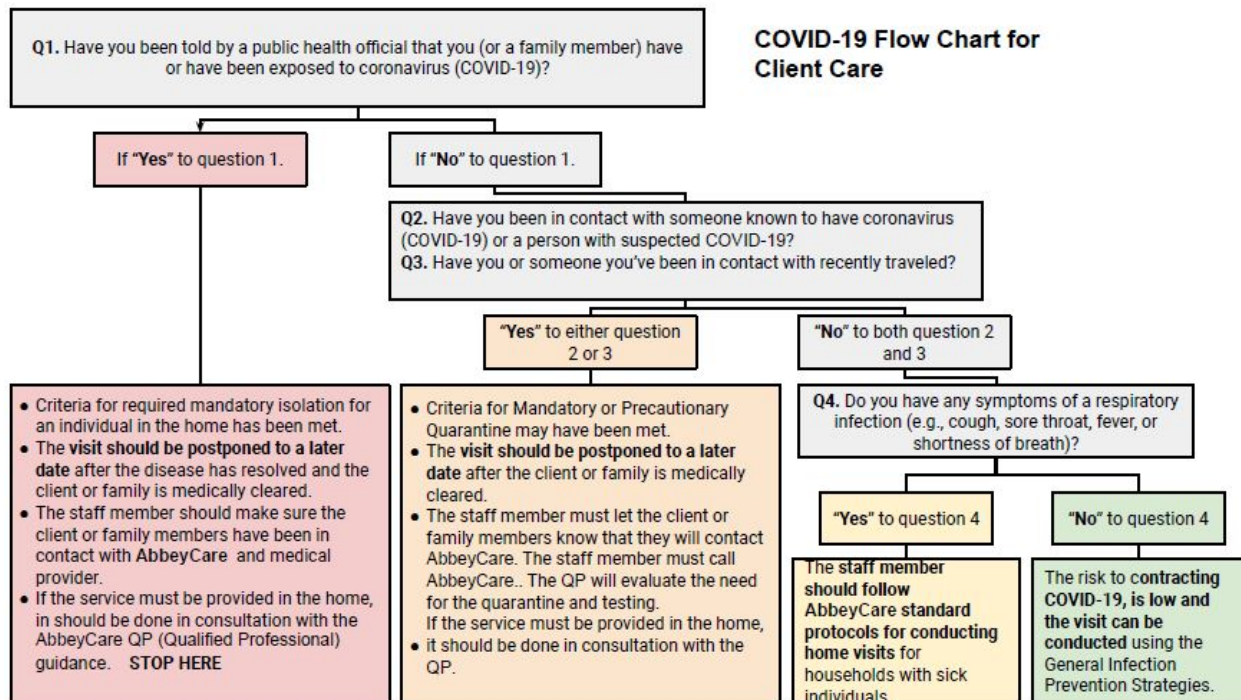 Q1. Have you been told by a public health official that you (or a family member) have
or have been exposed to coronavirus (COVID-19)?
COVID-19 Flow Chart for
Client Care
If "Yes" to question 1.
If "No" to question 1.
Q2. Have you been in contact with someone known to have coronavirus
(COVID-19) or a person with suspected COVID-19?
Q3. Have you or someone you've been in contact with recently traveled?
"Yes" to either question
2 or 3
"No" to both question 2
and 3
● Criteria for required mandatory isolation for
an individual in the home has been met.
● The visit should be postponed to a later
date after the disease has resolved and the
client or family is medically cleared.
● The staff member should make sure the
client or family members have been in
contact with AbbeyCare and medical
provider.
● If the service must be provided in the home,
in should be done in consultation with the
AbbeyCare QP (Qualified Professional)
guidance. STOP HERE
● Criteria for Mandatory or Precautionary
Quarantine may have been met.
● The visit should be postponed to a later
date after the client or family is medically
cleared.
● The staff member must let the client or
family members know that they will contact
AbbeyCare. The staff member must call
AbbeyCare.. The QP will evaluate the need
for the quarantine and testing.
If the service must be provided in the home,
● it should be done in consultation with the
QP.
Q4. Do you have any symptoms of a respiratory
infection (e.g., cough, sore throat, fever, or
shortness of breath)?
"Yes" to question 4
"No" to question 4
The staff member
should follow
AbbeyCare standard
protocols for conducting
home visits for
households with sick
individuals
The risk to contracting
COVID-19, is low and
the visit can be
conducted using the
General Infection
Prevention Strategies.